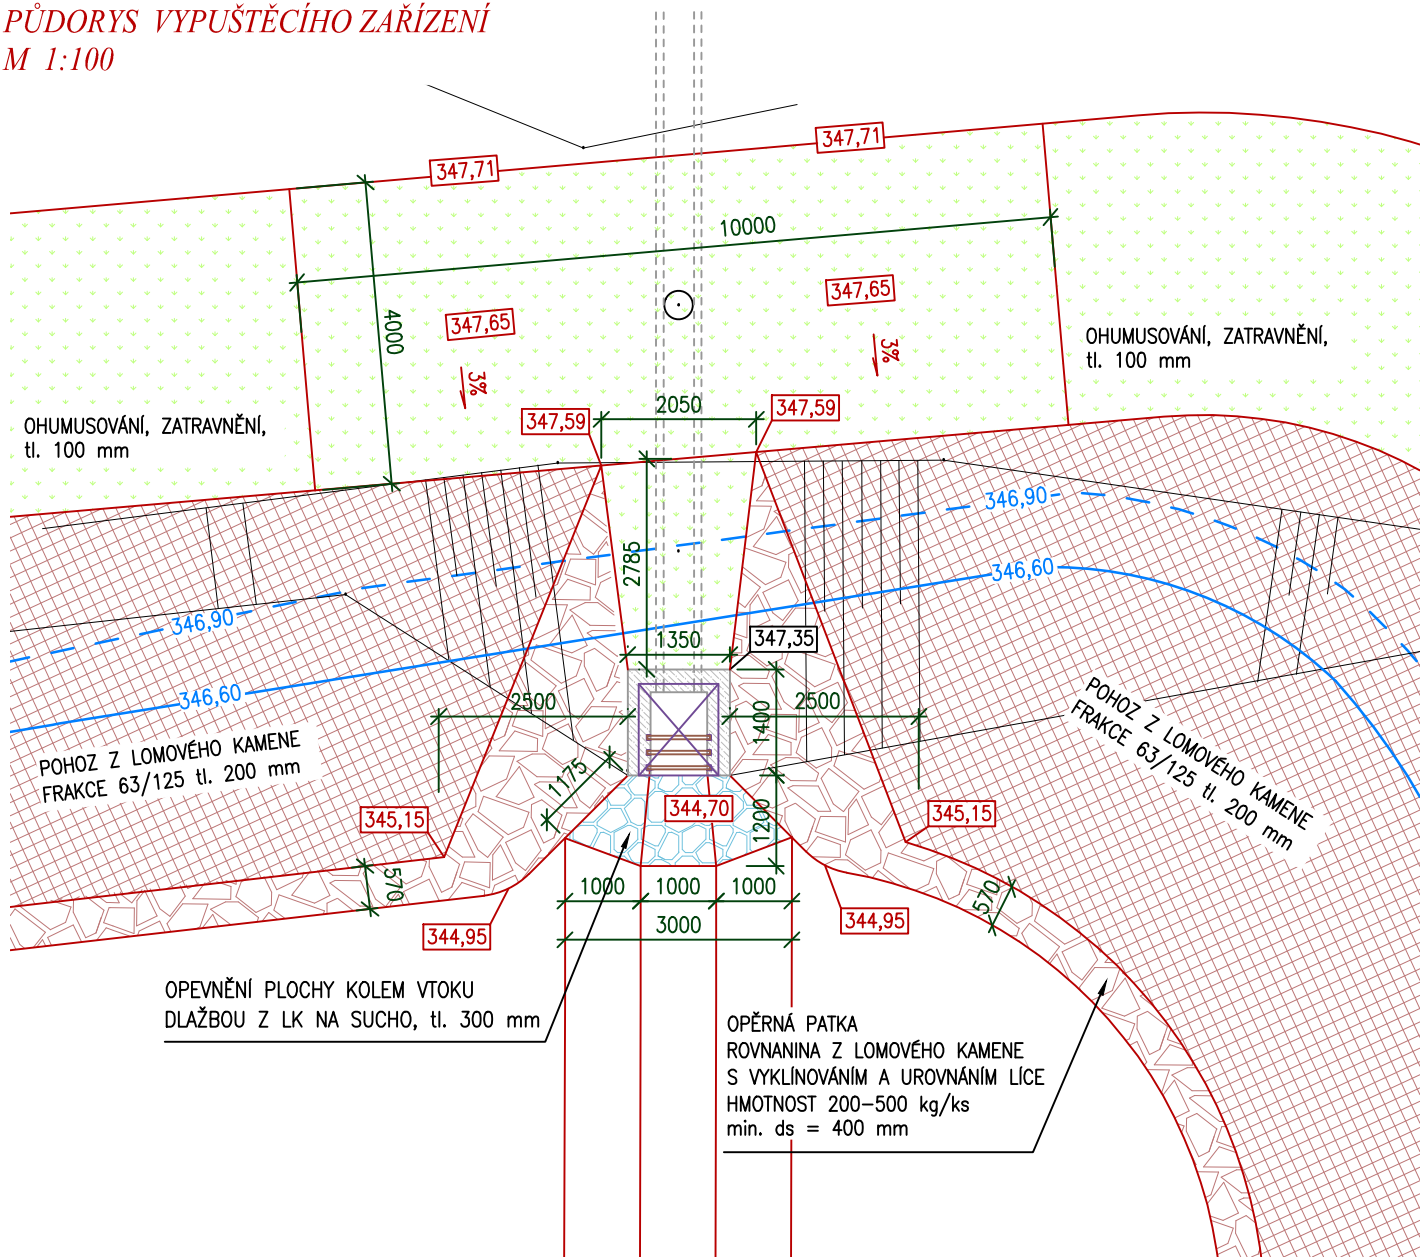 PŮDORYS VYPUŠTĚCÍHO ZAŘÍZENÍ
M 1:100
347,71
347,71
10000
4000
347,65
347,65
3%
3%
OHUMUSOVÁNÍ, ZATRAVNĚNÍ,
tl. 100 mm
OHUMUSOVÁNÍ, ZATRAVNĚNÍ,
tl. 100 mm
347,59
2050
347,59
346,90
346,90
2785
346,60
346,60
1350
347,35
2500
2500
1400
POHOZ Z LOMOVÉHO KAMENE
FRAKCE 63/125 tl. 200 mm
POHOZ Z LOMOVÉHO KAMENE
FRAKCE 63/125 tl. 200 mm
1175
344,70
1200
345,15
345,15
570
570
1000
1000
1000
3000
344,95
344,95
OPEVNĚNÍ PLOCHY KOLEM VTOKU
DLAŽBOU Z LK NA SUCHO, tl. 300 mm
OPĚRNÁ PATKA
ROVNANINA Z LOMOVÉHO KAMENE
S VYKLÍNOVÁNÍM A UROVNÁNÍM LÍCE
HMOTNOST 200-500 kg/ks
min. ds = 400 mm